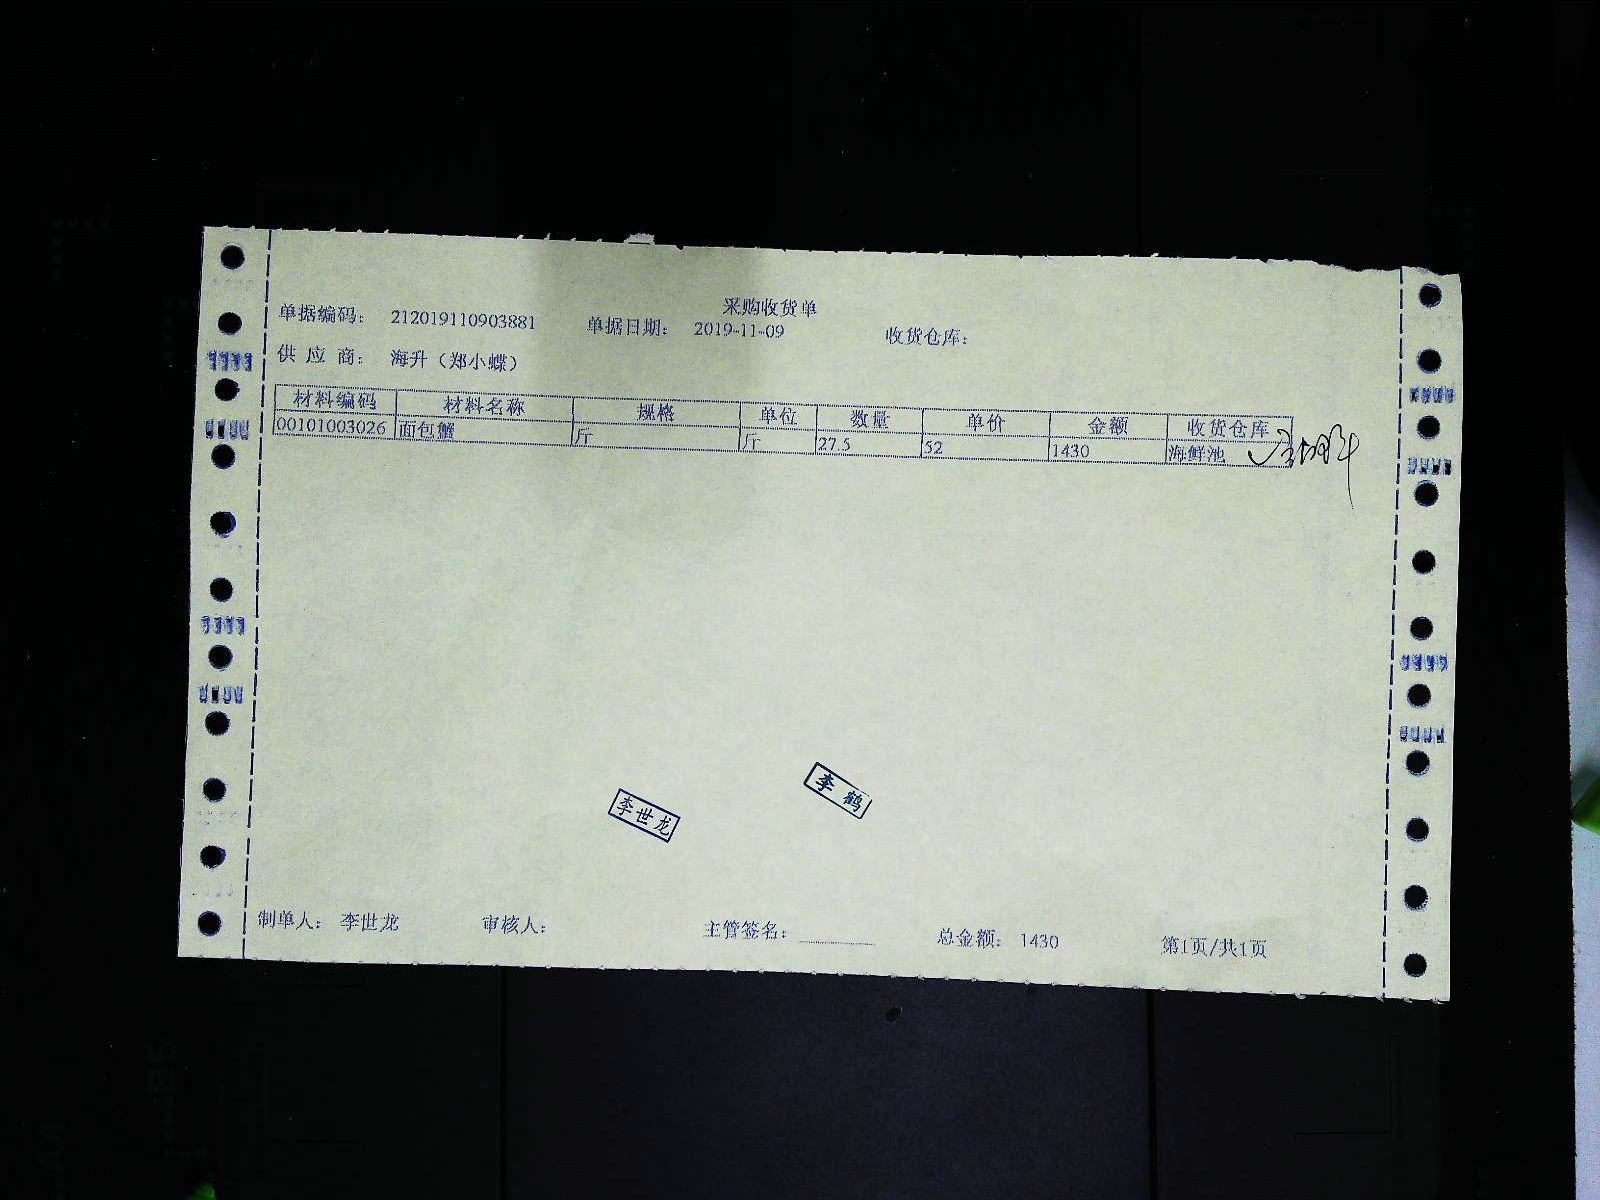 采购收货单
单据编码： 212019110903881 单据日期： 2019-11-09 收货仓库：
供 应 商： 海升（郑小蝶）
材料编码 材料名称 规格 单位 数量 单价 金额 收货仓库
00101003026 面包蟹 斤 斤 27.5 52 1430 海鲜池
李 鹤
李世龙
制单人： 李世龙 审核人： 主管签名： 总金额： 1430 第1页/共1页